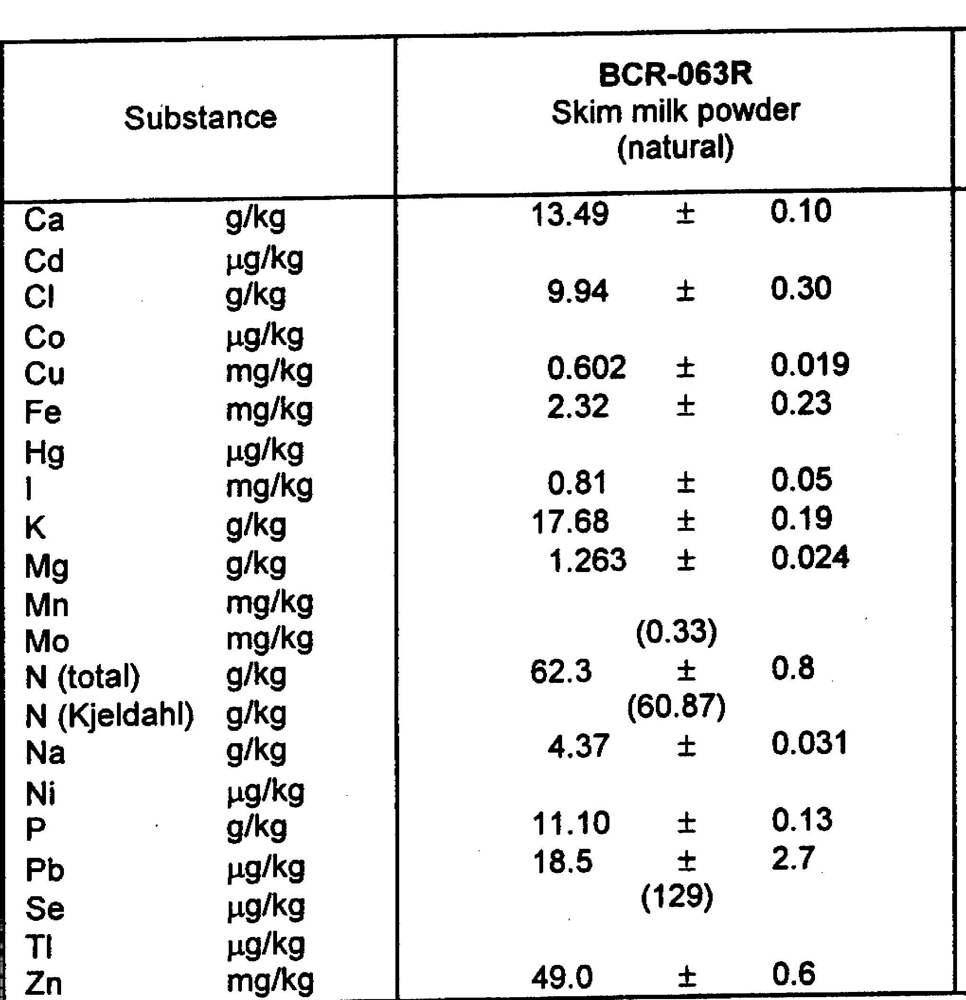 Substance
BCR-063R
Skim milk powder
(natural)
Ca g/kg 13.49 ± 0.10
Cd µg/kg
Cl g/kg 9.94 ± 0.30
Co µg/kg
Cu mg/kg 0.602 ± 0.019
Fe mg/kg 2.32 ± 0.23
Hg µg/kg
I mg/kg 0.81 ± 0.05
K g/kg 17.68 ± 0.19
Mg g/kg 1.263 ± 0.024
Mn mg/kg
Mo mg/kg (0.33)
N (total) g/kg 62.3 ± 0.8
N (Kjeldahl) g/kg (60.87)
Na g/kg 4.37 ± 0.031
Ni µg/kg
P g/kg 11.10 ± 0.13
Pb µg/kg 18.5 ± 2.7
Se µg/kg (129)
Tl µg/kg
Zn mg/kg 49.0 ± 0.6